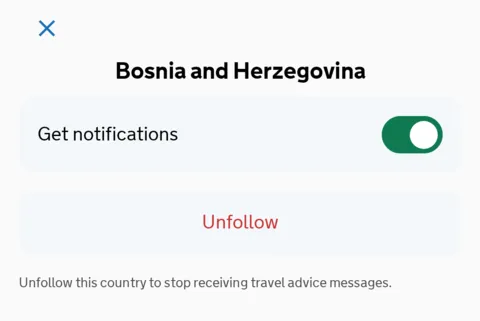 Bosnia and Herzegovina
Get notifications
Unfollow
Unfollow this country to stop receiving travel advice messages.